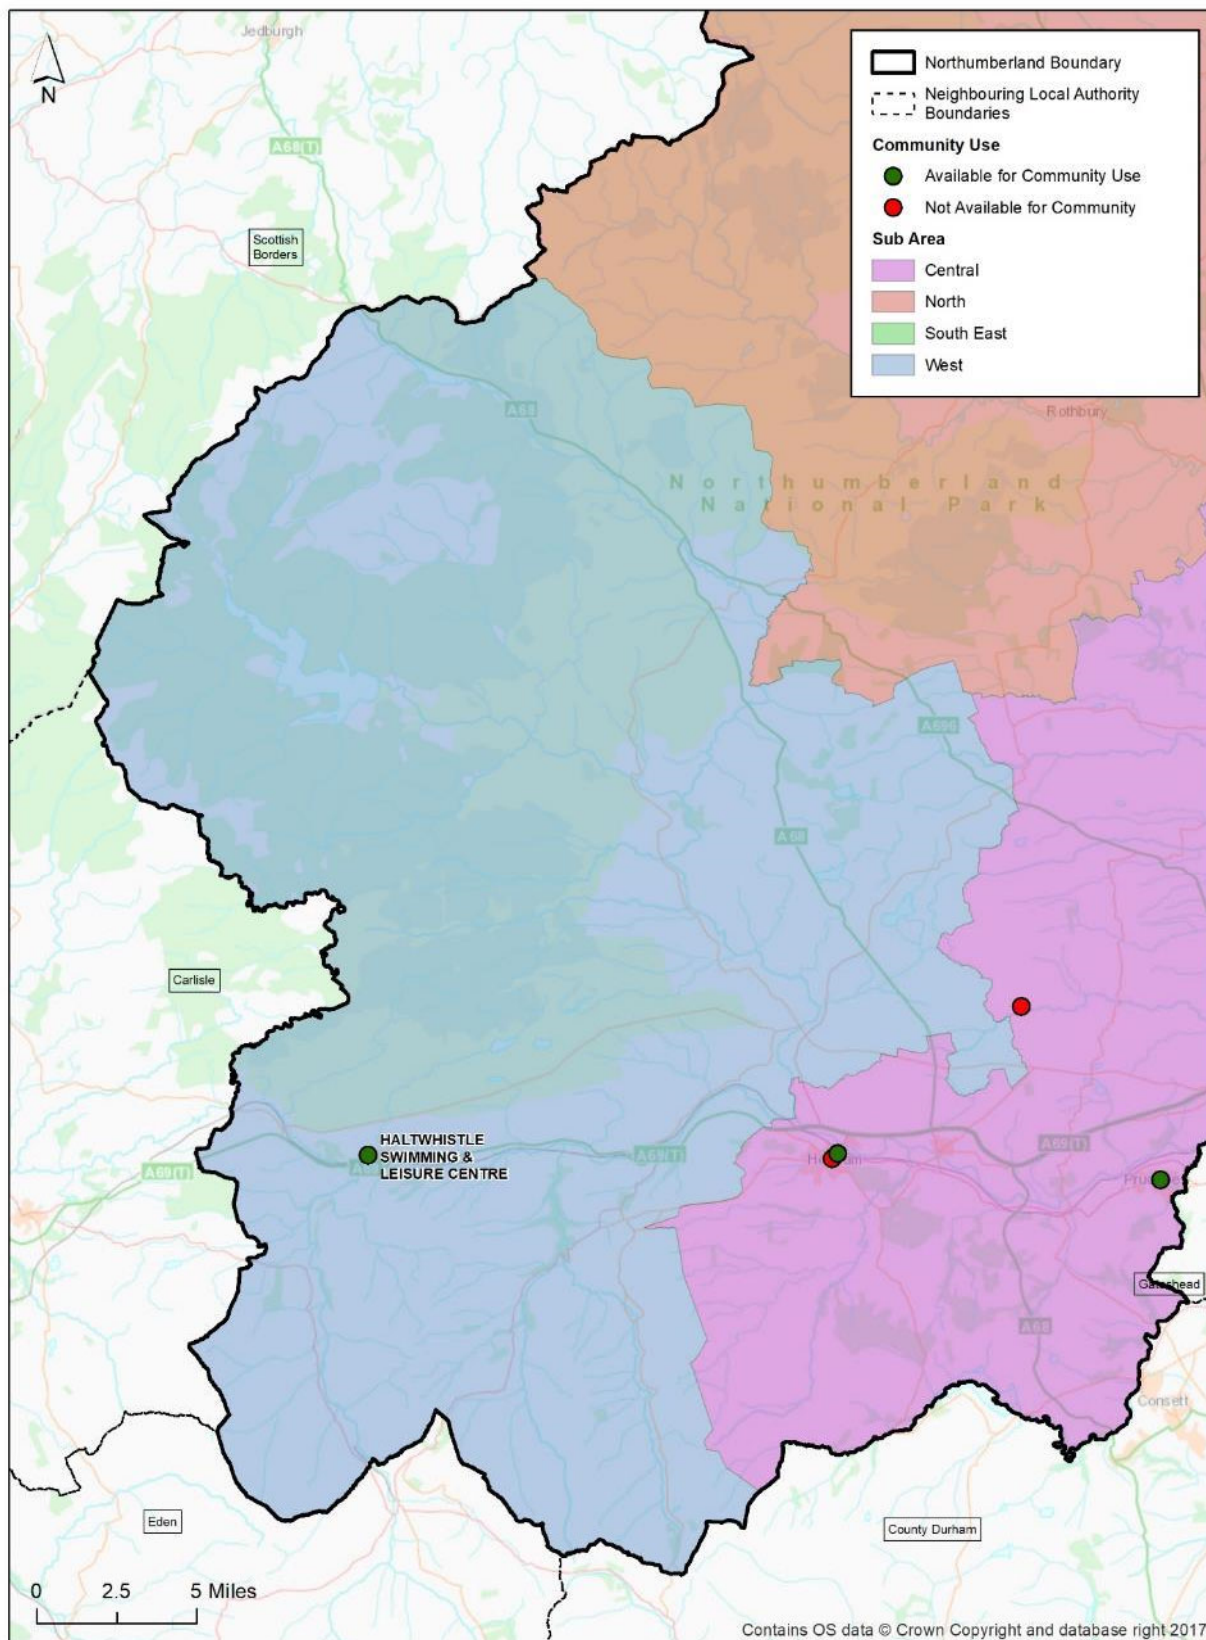 Jedburgh
N
A68(T)
Scottish
Borders
Northumberland Boundary
Neighbouring Local Authority
Boundaries
Community Use
Available for Community Use
Not Available for Community
Sub Area
Central
North
South East
West
A68
Rothbury
Northumberland
National Park
A696
A68
Carlisle
HALTWHISTLE
SWIMMING &
LEISURE CENTRE
A69(T)
A69(T)
A69(T)
Gateshead
A68
Consett
Eden
County Durham
0 2.5 5 Miles
Contains OS data © Crown Copyright and database right 2017